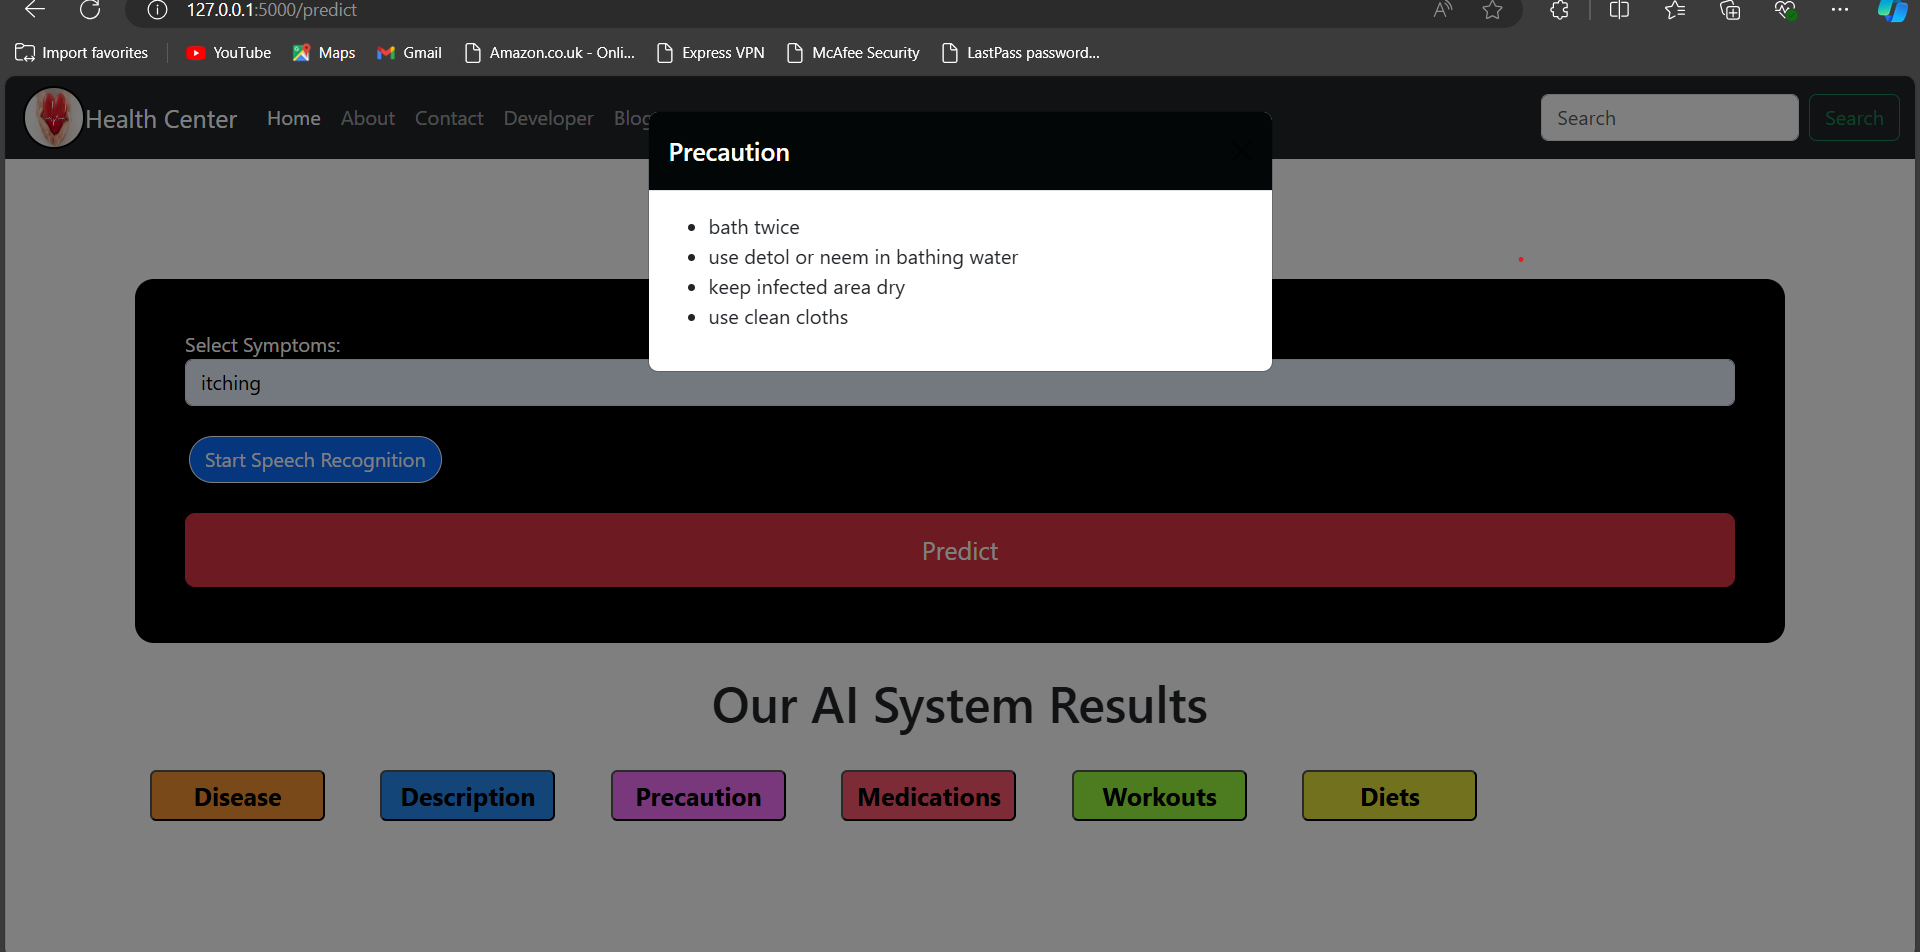 127.0.0.1:5000/predict
Import favorites YouTube Maps Gmail Amazon.co.uk - Onli... Express VPN McAfee Security LastPass password...
Health Center Home About Contact Developer Blog Search Search
Precaution
bath twice
use detol or neem in bathing water
keep infected area dry
use clean cloths
Select Symptoms:
itching
Start Speech Recognition
Predict
Our AI System Results
Disease Description Precaution Medications Workouts Diets